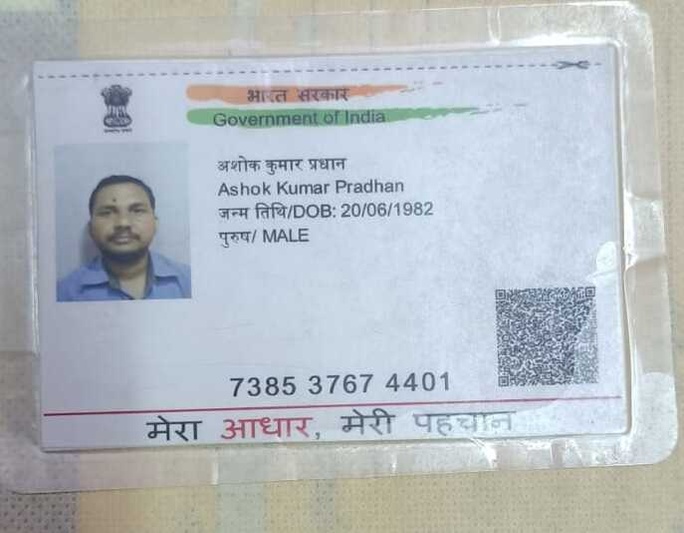 भारत सरकार
Government of India
अशोक कुमार प्रधान
Ashok Kumar Pradhan
जन्म तिथि/DOB: 20/06/1982
पुरुष/ MALE
7385 3767 4401
मेरा आधार, मेरी पहचान